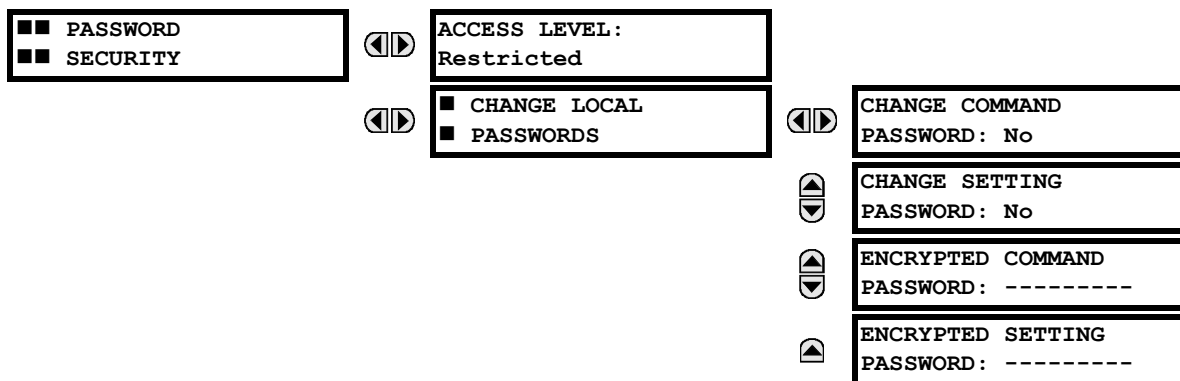 ■■ PASSWORD
■■ SECURITY
ACCESS LEVEL:
Restricted
■ CHANGE LOCAL
■ PASSWORDS
CHANGE COMMAND
PASSWORD: No
CHANGE SETTING
PASSWORD: No
ENCRYPTED COMMAND
PASSWORD: ---------
ENCRYPTED SETTING
PASSWORD: ---------